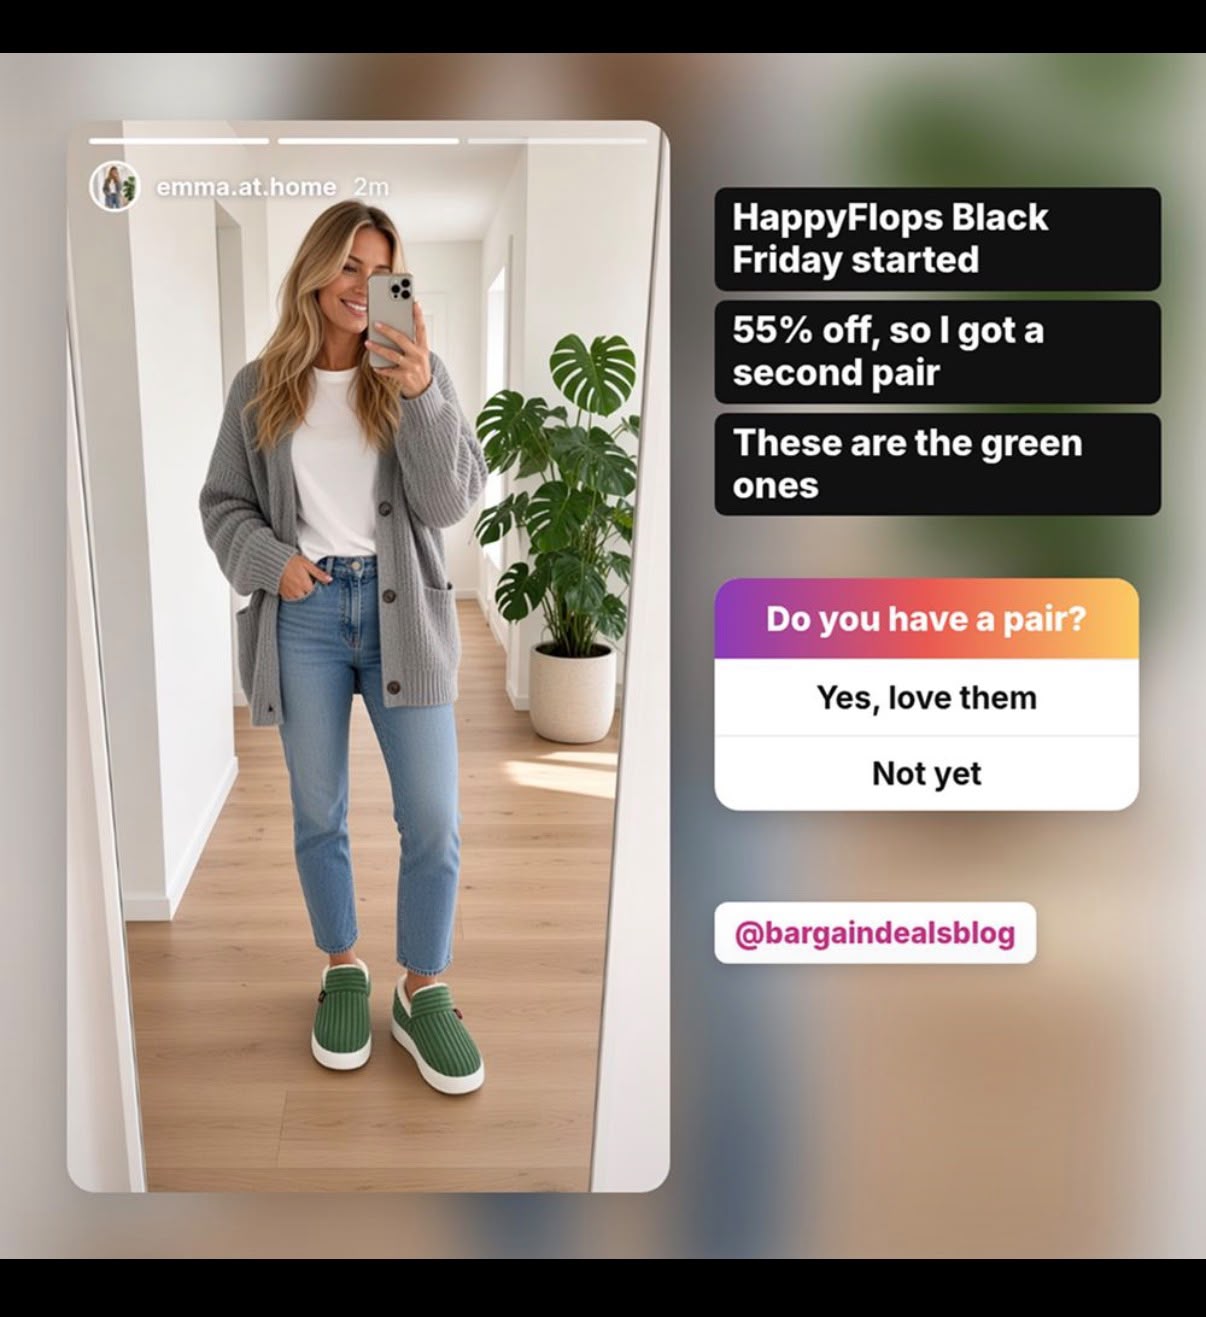 emma.at.home 2m
HappyFlops Black
Friday started
55% off, so I got a
second pair
These are the green
ones
Do you have a pair?
Yes, love them
Not yet
@bargaindealsblog